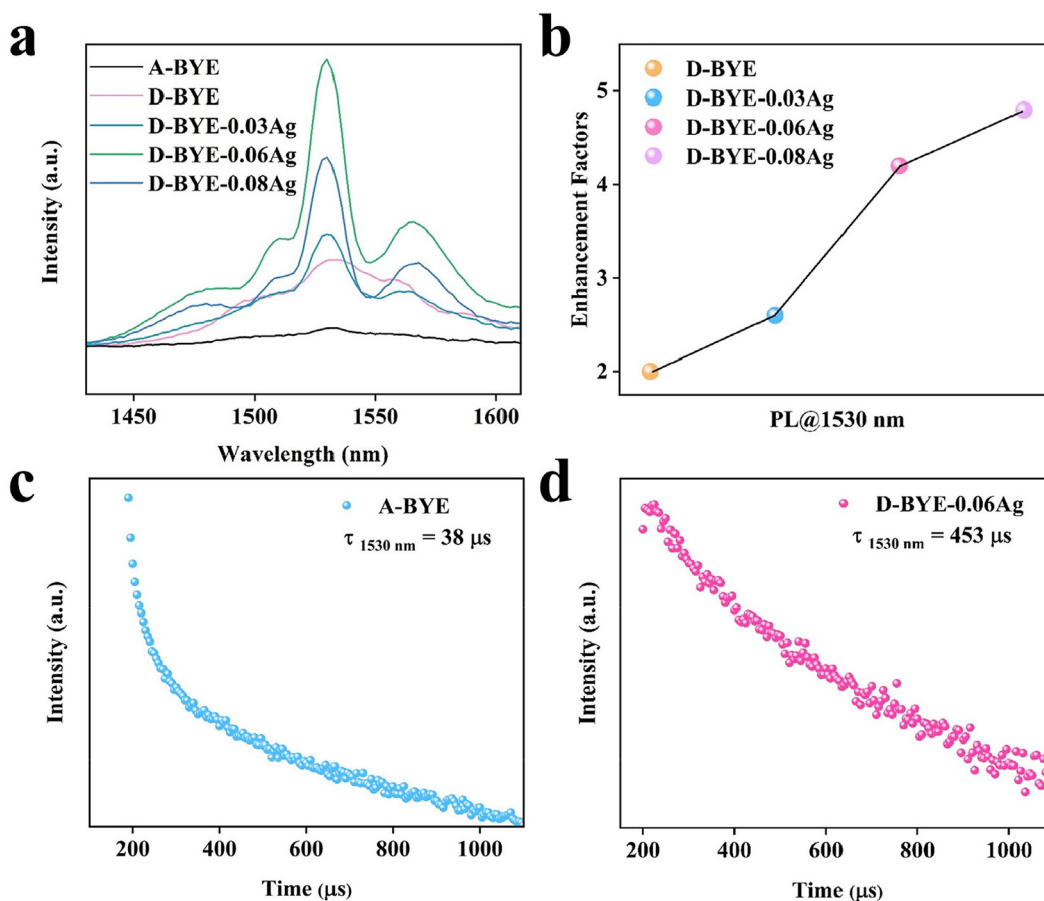 a
A-BYE
D-BYE
D-BYE-0.03Ag
D-BYE-0.06Ag
D-BYE-0.08Ag
Intensity (a.u.)
1450
1500
1550
1600
Wavelength (nm)
b
D-BYE
D-BYE-0.03Ag
D-BYE-0.06Ag
D-BYE-0.08Ag
Enhancement Factors
5
4
3
2
PL@1530 nm
c
A-BYE
τ 1530 nm = 38 μs
Intensity (a.u.)
200
400
600
800
1000
Time (μs)
d
D-BYE-0.06Ag
τ 1530 nm = 453 μs
Intensity (a.u.)
200
400
600
800
1000
Time (μs)